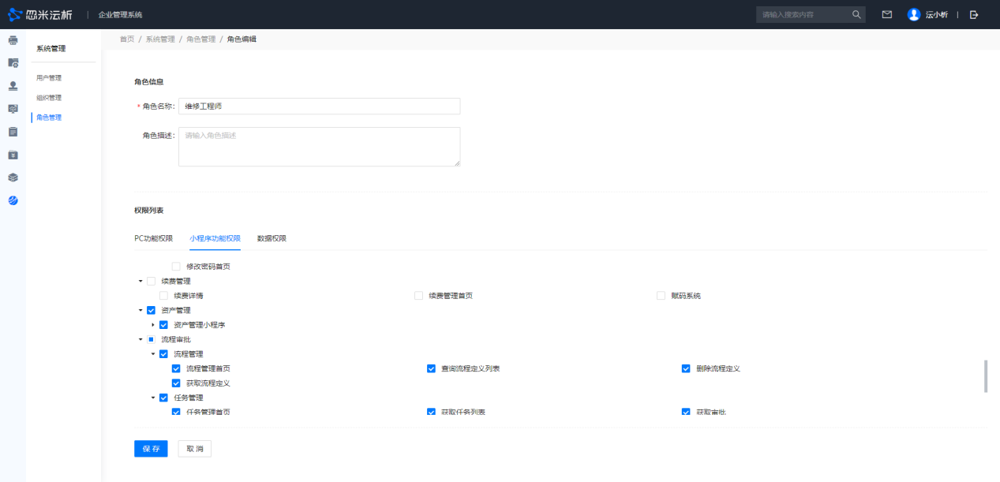 忽米沄析 | 企业管理系统 请输入搜索内容 沄小析 |
首页 / 系统管理 / 角色管理 / 角色编辑
系统管理
用户管理
组织管理
角色管理
角色信息
* 角色名称: 维修工程师
角色描述: 请输入角色描述
权限列表
PC功能权限 小程序功能权限 数据权限
修改密码首页
续费管理
续费详情 续费管理首页 赋码系统
资产管理
资产管理小程序
流程审批
流程管理
流程管理首页 查询流程定义列表 删除流程定义
获取流程定义
任务管理
任务管理首页 获取任务列表 获取审批
保存 取消